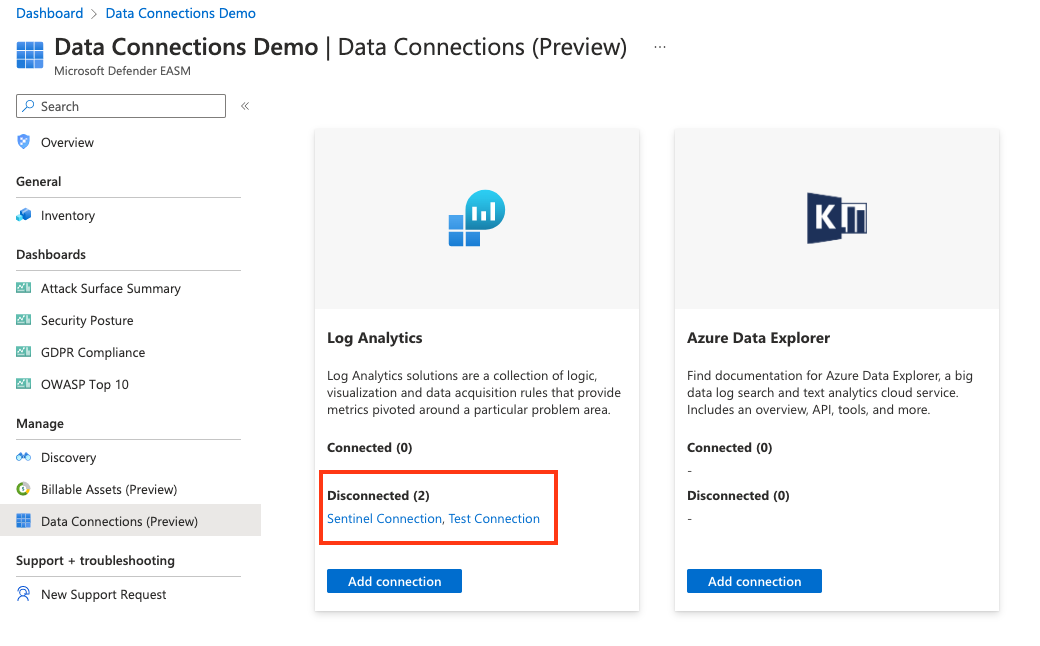 Dashboard > Data Connections Demo
Data Connections Demo | Data Connections (Preview) ...
Microsoft Defender EASM
Search «
Overview
General
Inventory
Dashboards
Attack Surface Summary
Security Posture
GDPR Compliance
OWASP Top 10
Manage
Discovery
Billable Assets (Preview)
Data Connections (Preview)
Support + troubleshooting
New Support Request
Log Analytics
Log Analytics solutions are a collection of logic,
visualization and data acquisition rules that provide
metrics pivoted around a particular problem area.
Connected (0)
Disconnected (2)
Sentinel Connection, Test Connection
Add connection
K
Azure Data Explorer
Find documentation for Azure Data Explorer, a big
data log search and text analytics cloud service.
Includes an overview, API, tools, and more.
Connected (0)
-
Disconnected (0)
-
Add connection